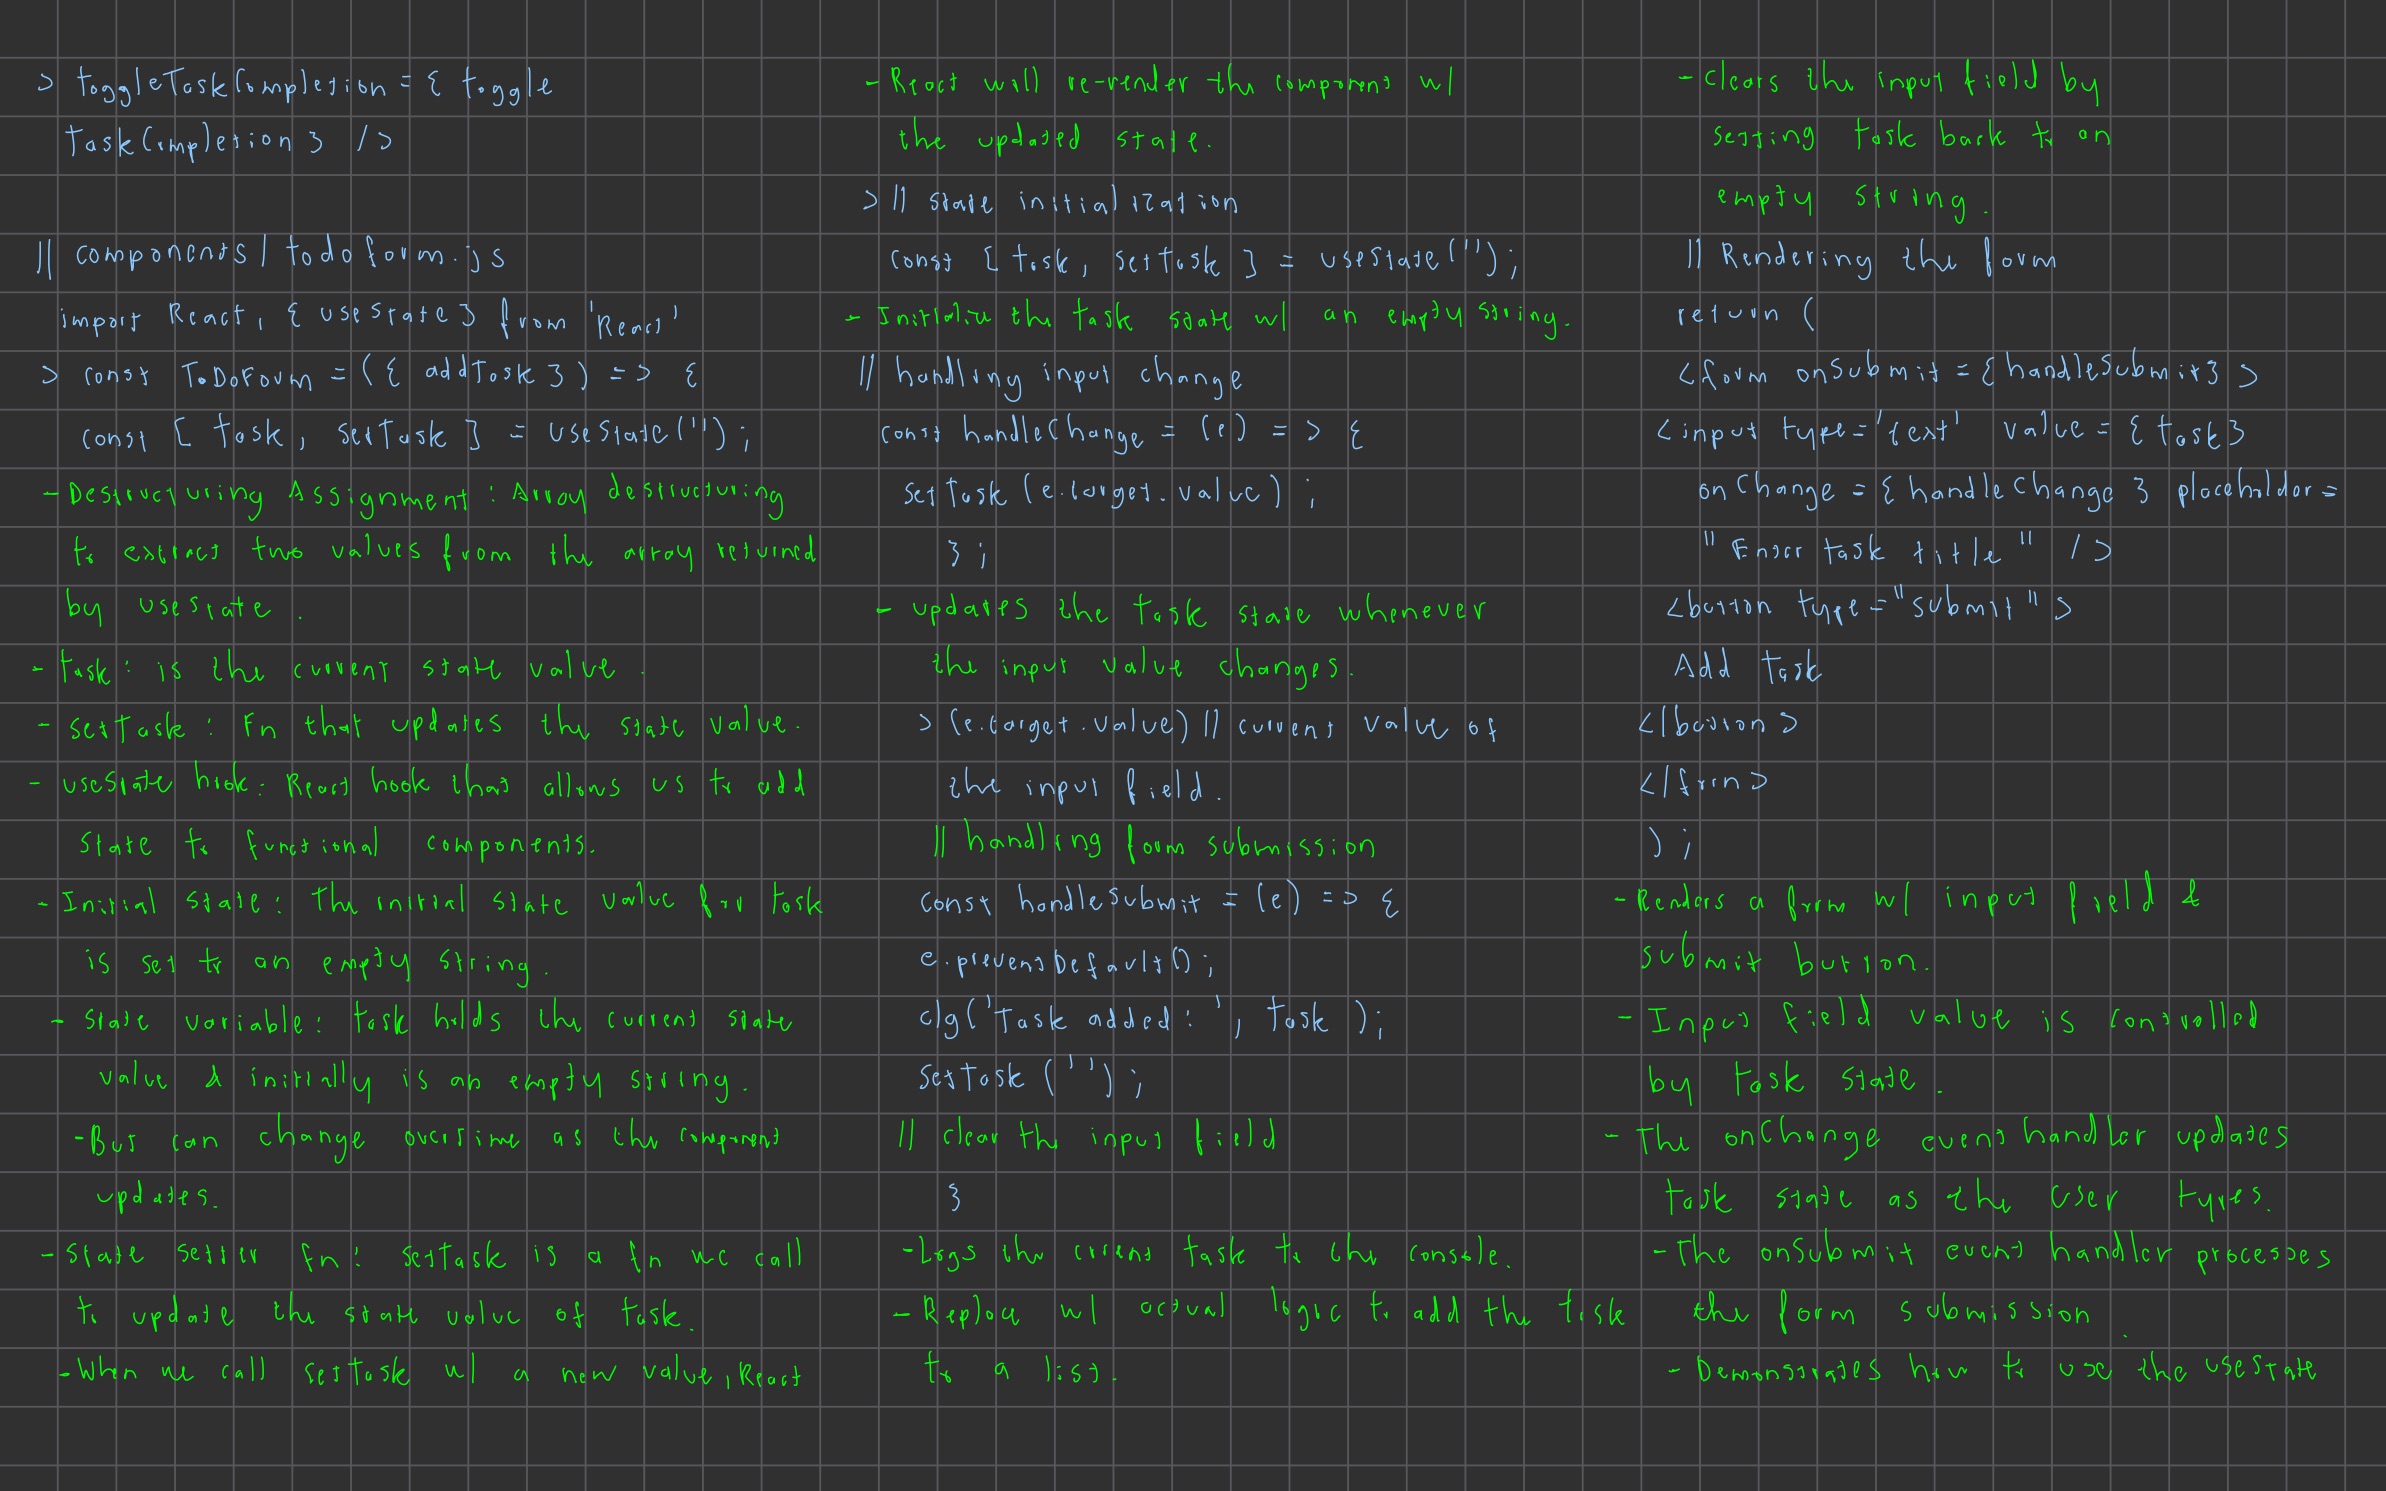 > toggleTaskCompletion = { toggle
TaskCompletion } />
// components/todoform.js
import React, { useState } from 'React'
> const ToDoForm = ({ addTask }) => {
const [ task, setTask ] = useState('');
- Destructuring Assignment : Array destructuring
to extract two values from the array returned
by useState .
- task : is the current state value .
- setTask : Fn that updates the state value .
- useState hook : React hook that allows us to add
state to functional components.
- Initial state : The initial state value for task
is set to an empty string .
- State variable : task holds the current state
value & initially is an empty string .
- But can change overtime as the component
updates.
- State setter fn : setTask is a fn we call
to update the state value of task .
- When we call setTask w/ a new value, React
- React will re-render the component w/
the updated state .
> // state initialization
const [ task, setTask ] = useState('');
- Initialize the task state w/ an empty string .
// handling input change
const handleChange = (e) => {
setTask (e.target.value) ;
} ;
- updates the task state whenever
the input value changes .
> (e.target.value) // current value of
the input field .
// handling form submission
const handleSubmit = (e) => {
e.preventDefault();
clg('Task added:', task );
setTask ('') ;
// clear the input field
}
- Logs the crrent task to the console .
- Replace w/ actual logic to add the task
to a list .
- clears the input field by
setting task back to an
empty string .
// Rendering the form
return (
<form onSubmit = {handleSubmit} >
<input type='text' value = { task }
onChange = { handleChange } placeholder =
" Enter task title " />
<button type="submit" >
Add Task
</button >
</form >
) ;
- Renders a form w/ input field &
submit button .
- Input field value is controlled
by task state .
- The onChange event handler updates
task state as the user types .
- The onSubmit event handler processes
the form submission .
- Demonstrates how to use the useState